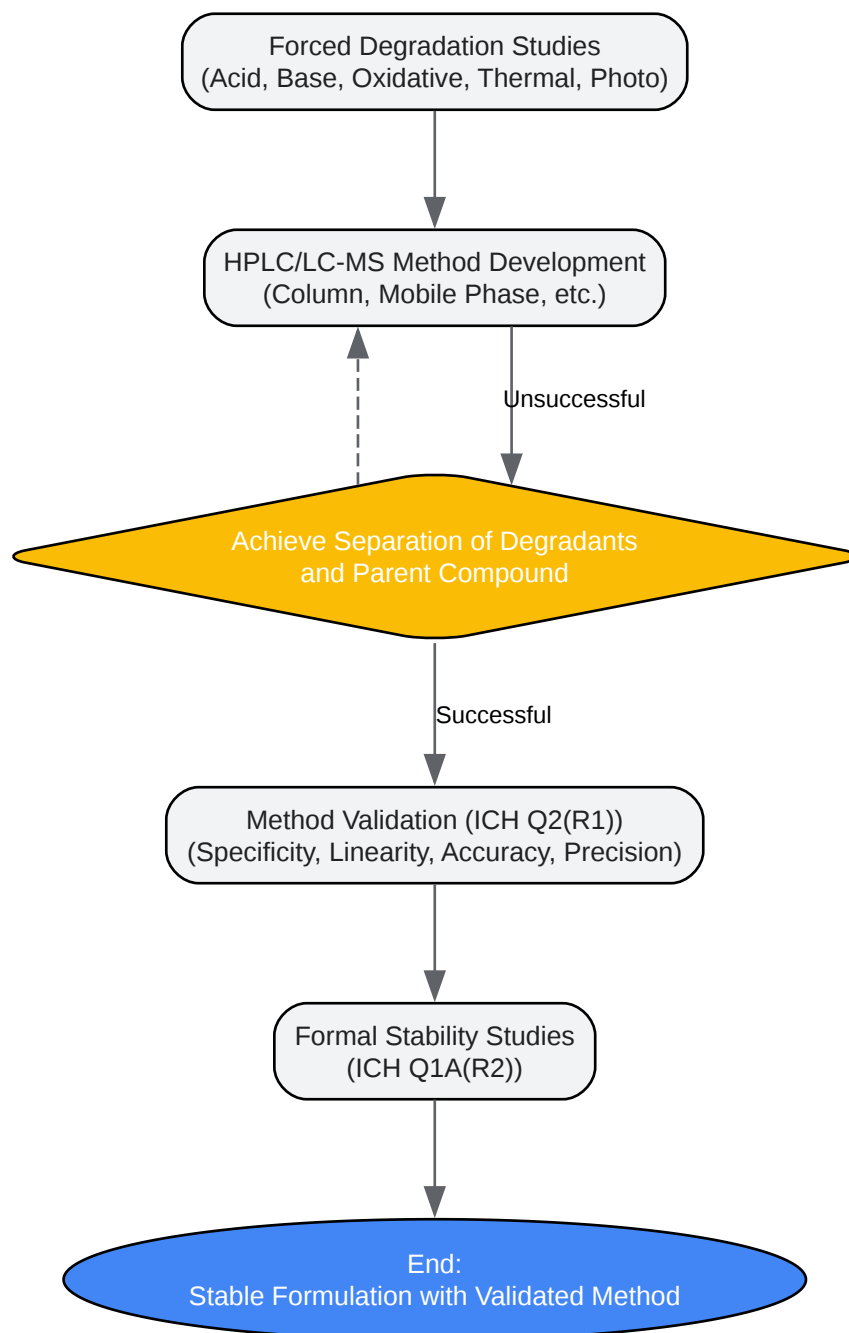 Forced Degradation Studies
(Acid, Base, Oxidative, Thermal, Photo)
HPLC/LC-MS Method Development
(Column, Mobile Phase, etc.)
Unsuccessful
Achieve Separation of Degradants
and Parent Compound
Successful
Method Validation (ICH Q2(R1))
(Specificity, Linearity, Accuracy, Precision)
Formal Stability Studies
(ICH Q1A(R2))
End:
Stable Formulation with Validated Method